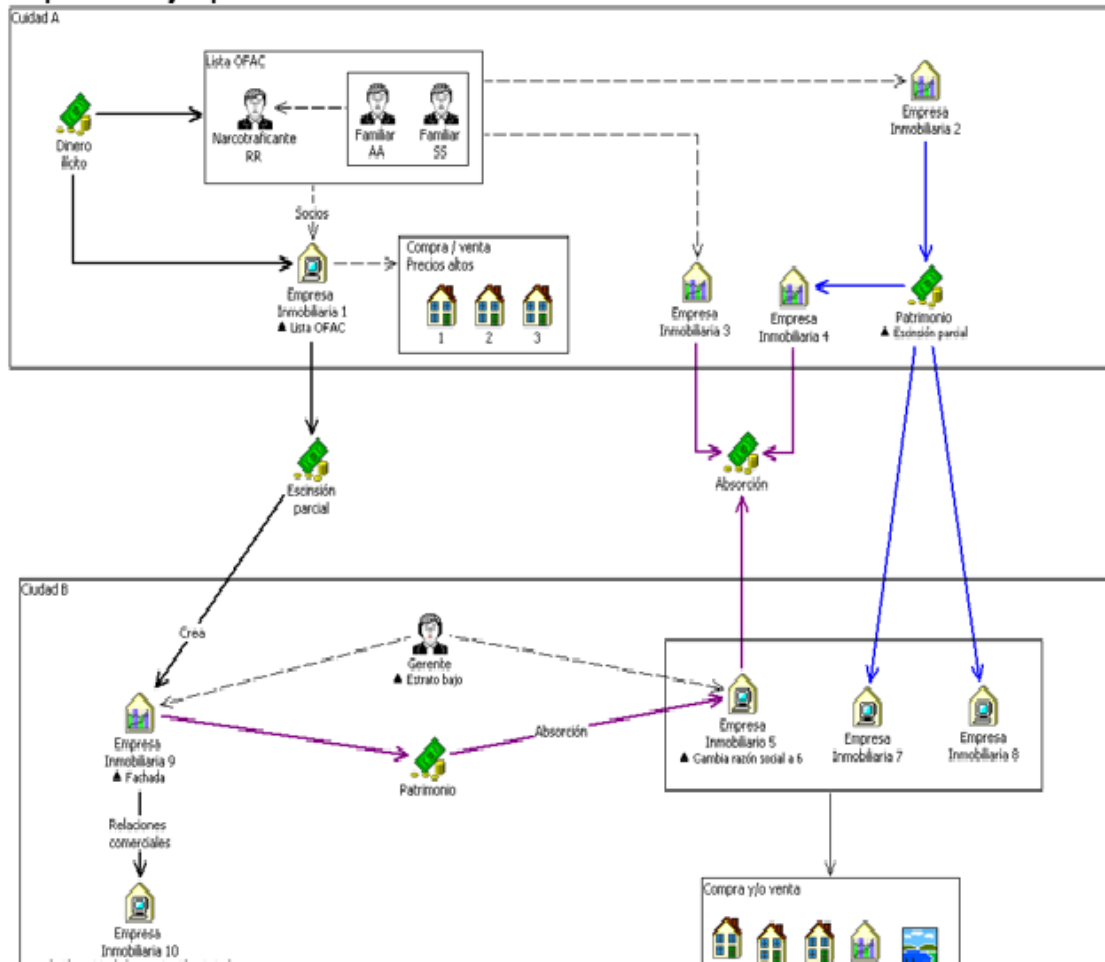 Cuidad A
Lista OFAC
Narcotraficante
RR
Familiar
AA
Familiar
SS
Empresa
Inmobiliaria 2
Dinero
ilícito
Socios
Empresa
Inmobiliaria 1
▲ Lista OFAC
Compra / venta
Precios altos
1
2
3
Empresa
Inmobiliaria 3
Empresa
Inmobiliaria 4
Patrimonio
▲ Escinsión parcial
Escinsión
parcial
Absorción
Ciudad B
Crea
Gerente
▲ Estrato bajo
Empresa
Inmobiliaria 9
▲ Fachada
Patrimonio
Absorción
Empresa
Inmobiliario 5
▲ Cambia razón social a 6
Empresa
Inmobiliaria 7
Empresa
Inmobiliaria 8
Relaciones
comerciales
Empresa
Inmobiliaria 10
Compra y/o venta